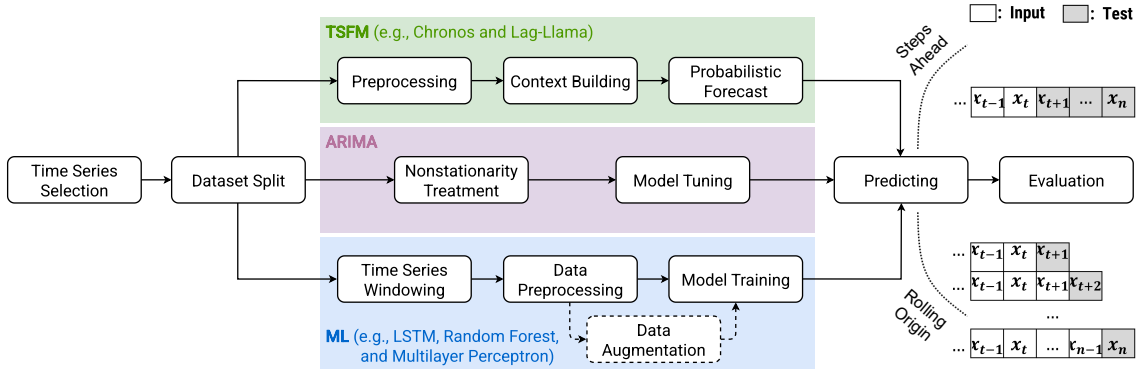 : Input : Test
TSFM (e.g., Chronos and Lag-Llama)
Preprocessing
Context Building
Probabilistic
Forecast
Steps
Ahead
... x_{t−1} x_t x_{t+1} ... x_n
ARIMA
Time Series
Selection
Dataset Split
Nonstationarity
Treatment
Model Tuning
Predicting
Evaluation
Time Series
Windowing
Data
Preprocessing
Model Training
Data
Augmentation
ML (e.g., LSTM, Random Forest,
and Multilayer Perceptron)
Rolling
Origin
... x_{t−1} x_t x_{t+1}
... x_{t−1} x_t x_{t+1} x_{t+2}
...
... x_{t−1} x_t ... x_{n−1} x_n